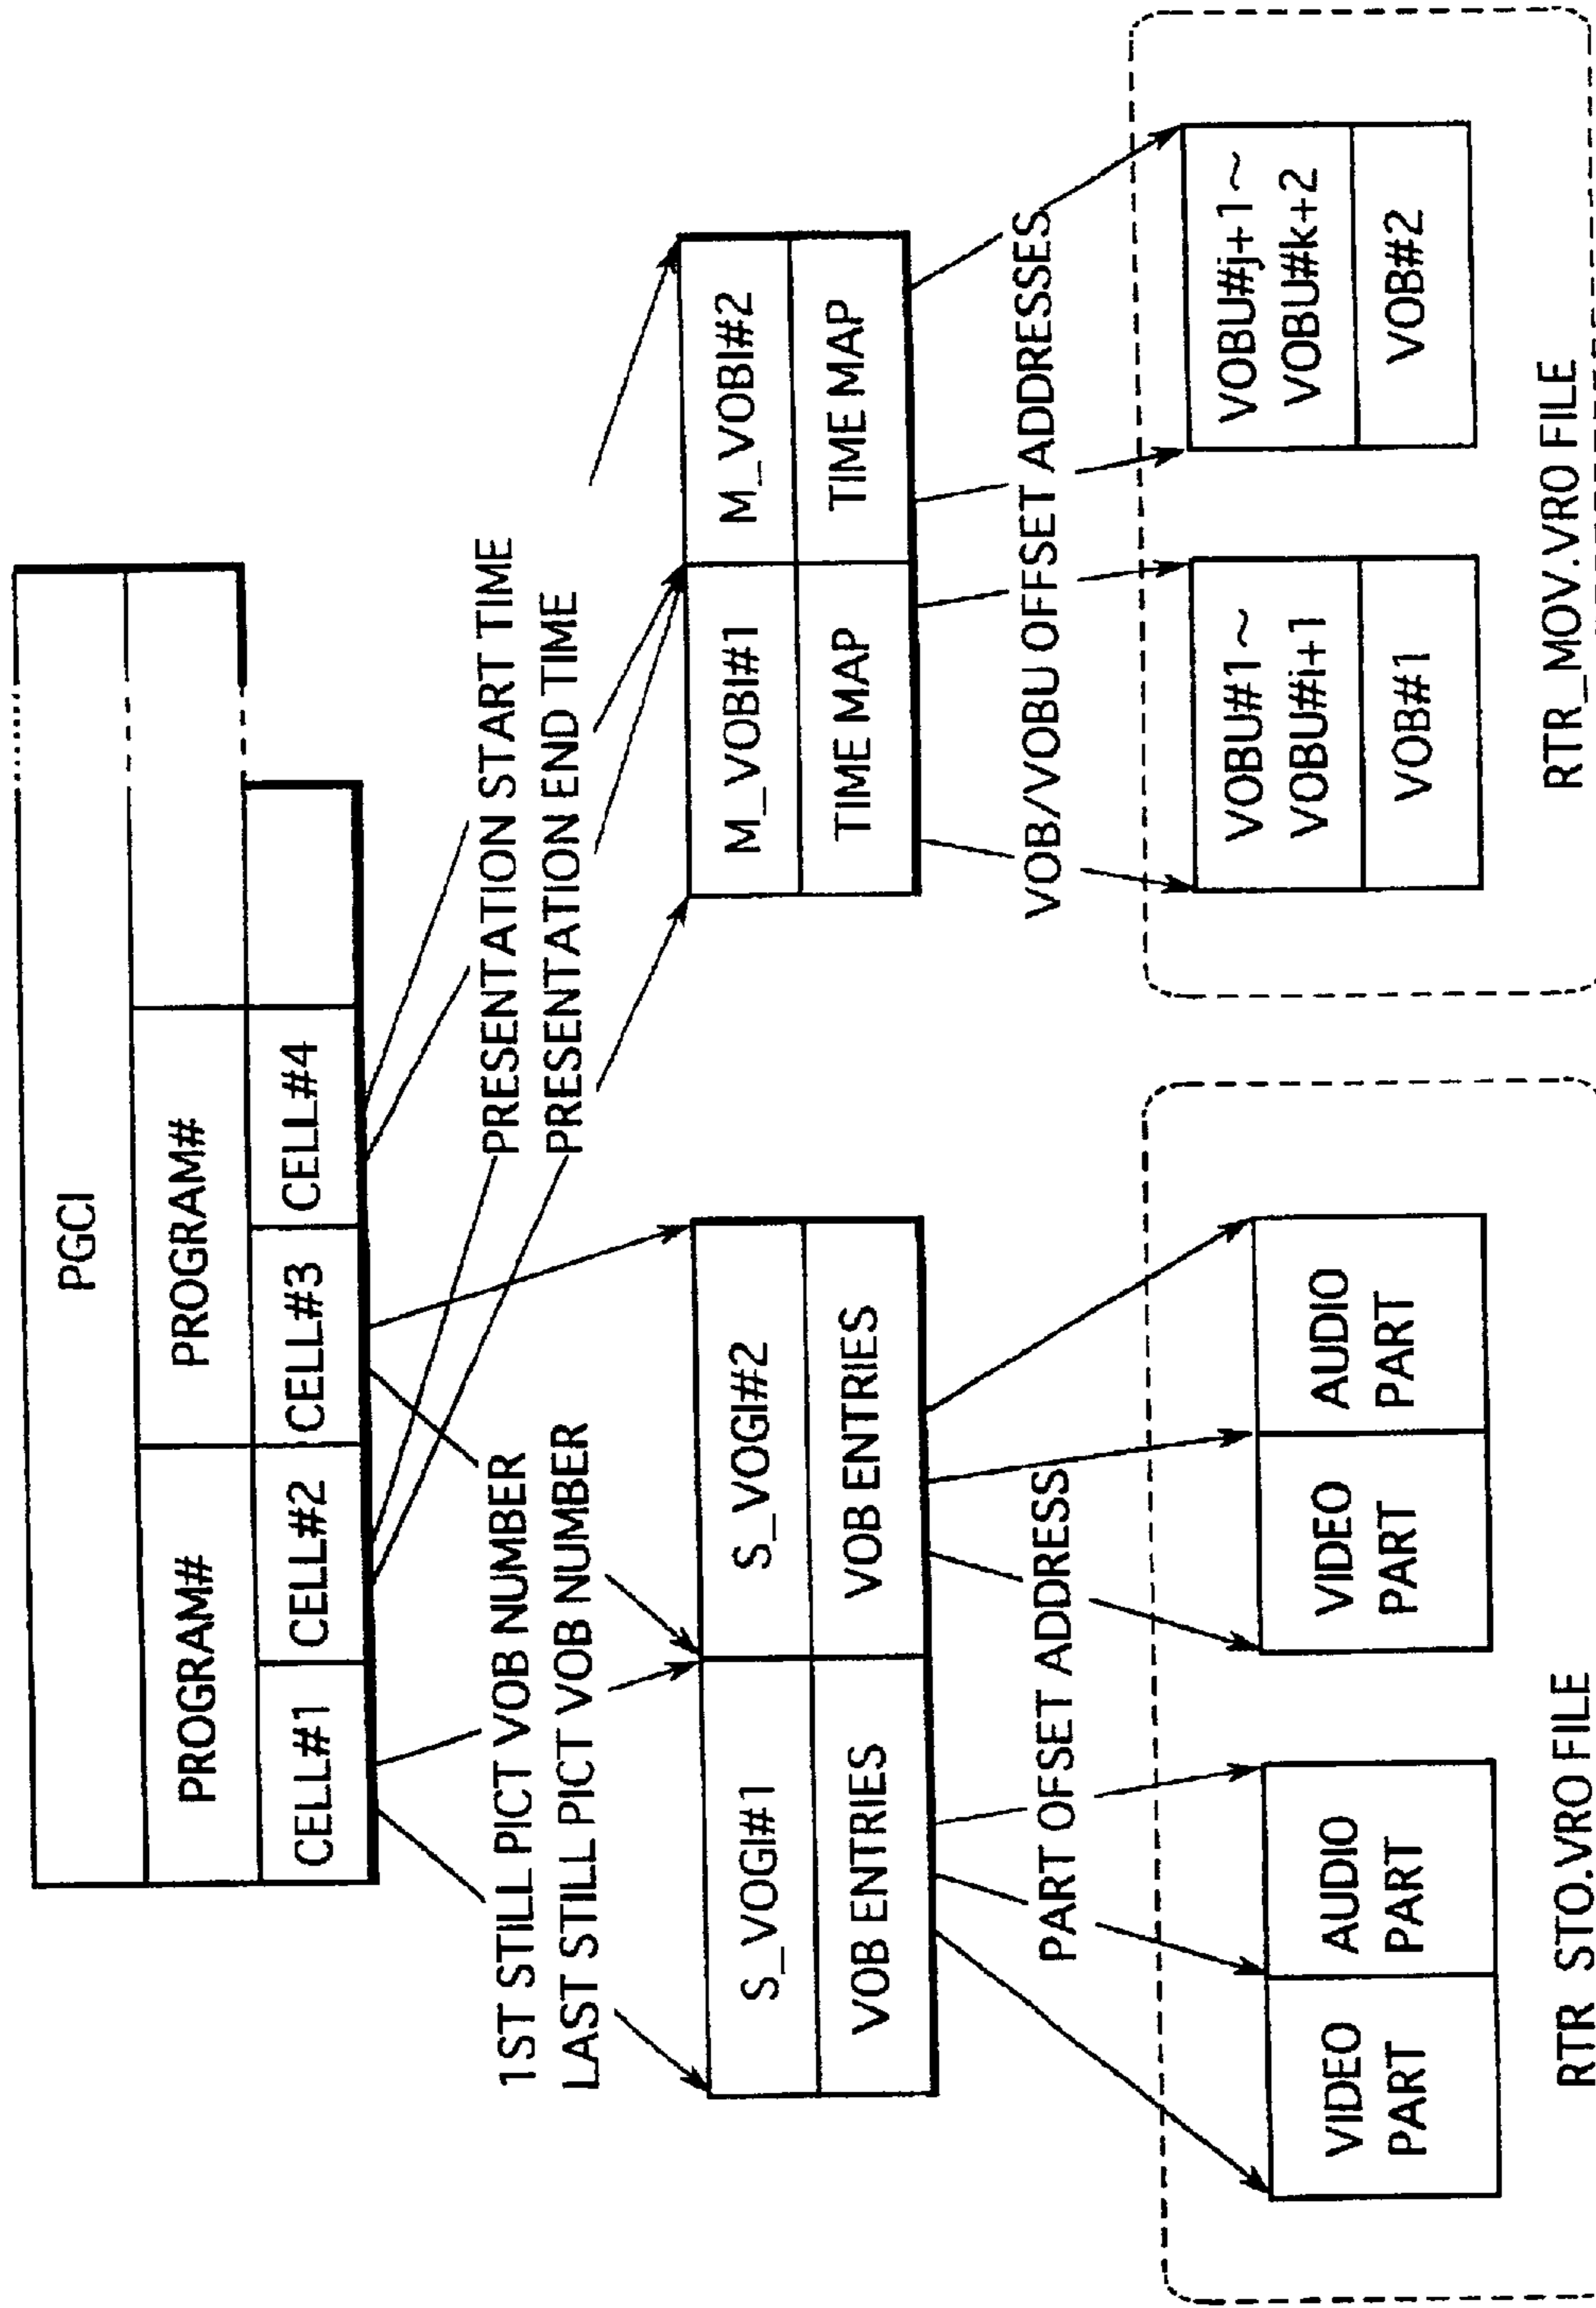 PGCI
PROGRAM#
PROGRAM#
CELL#1
CELL#2
CELL#3
CELL#4
1ST STILL PICT VOB NUMBER
LAST STILL PICT VOB NUMBER
PRESENTATION START TIME
PRESENTATION END TIME
S_VOGI#1
S_VOGI#2
VOB ENTRIES
VOB ENTRIES
M_VOBI#1
M_VOBI#2
TIME MAP
TIME MAP
PART OFSET ADDRESS
VOB/VOBU OFFSET ADDRESSES
VIDEO
PART
AUDIO
PART
VIDEO
PART
AUDIO
PART
VOBU#1~
VOBU#i+1
VOB#1
VOBU#j+1~
VOBU#k+2
VOB#2
RTR STO.VRO FILE
RTR_MOV.VRO FILE